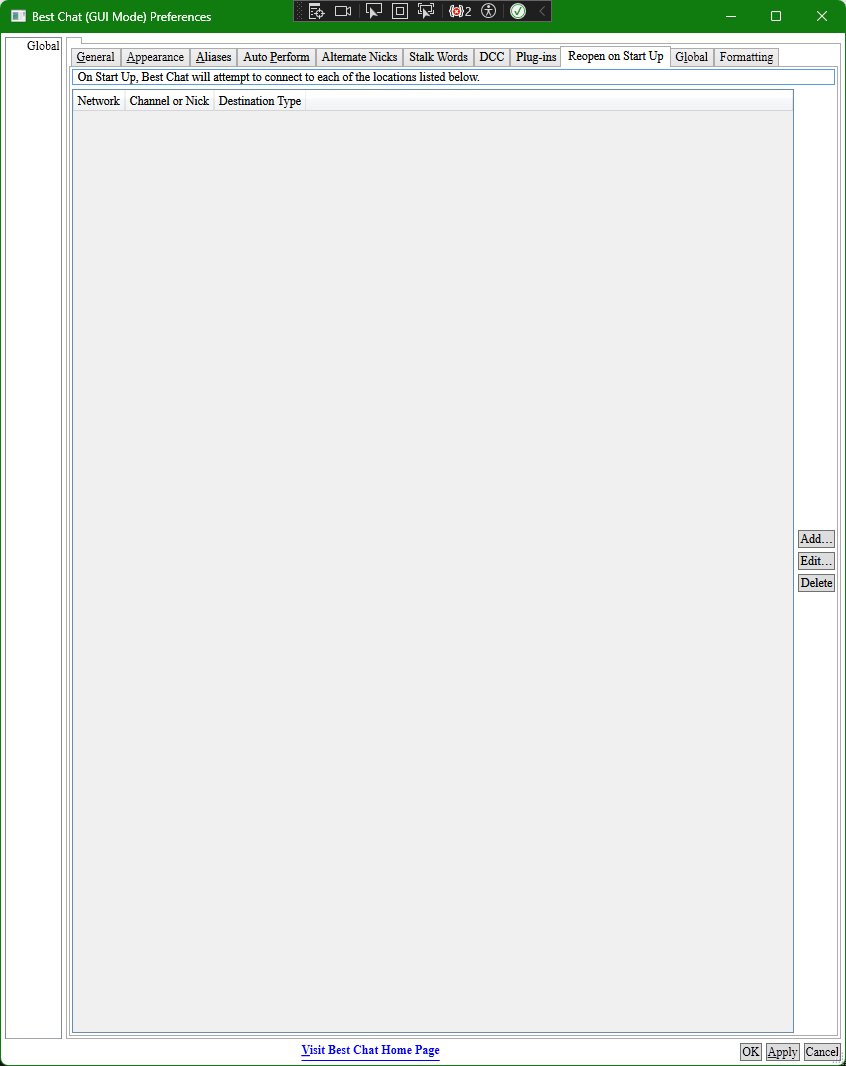 Best Chat (GUI Mode) Preferences
2
Global
General Appearance Aliases Auto Perform Alternate Nicks Stalk Words DCC Plug-ins Reopen on Start Up Global Formatting
On Start Up, Best Chat will attempt to connect to each of the locations listed below.
Network Channel or Nick Destination Type
Add...
Edit...
Delete
Visit Best Chat Home Page
OK Apply Cancel